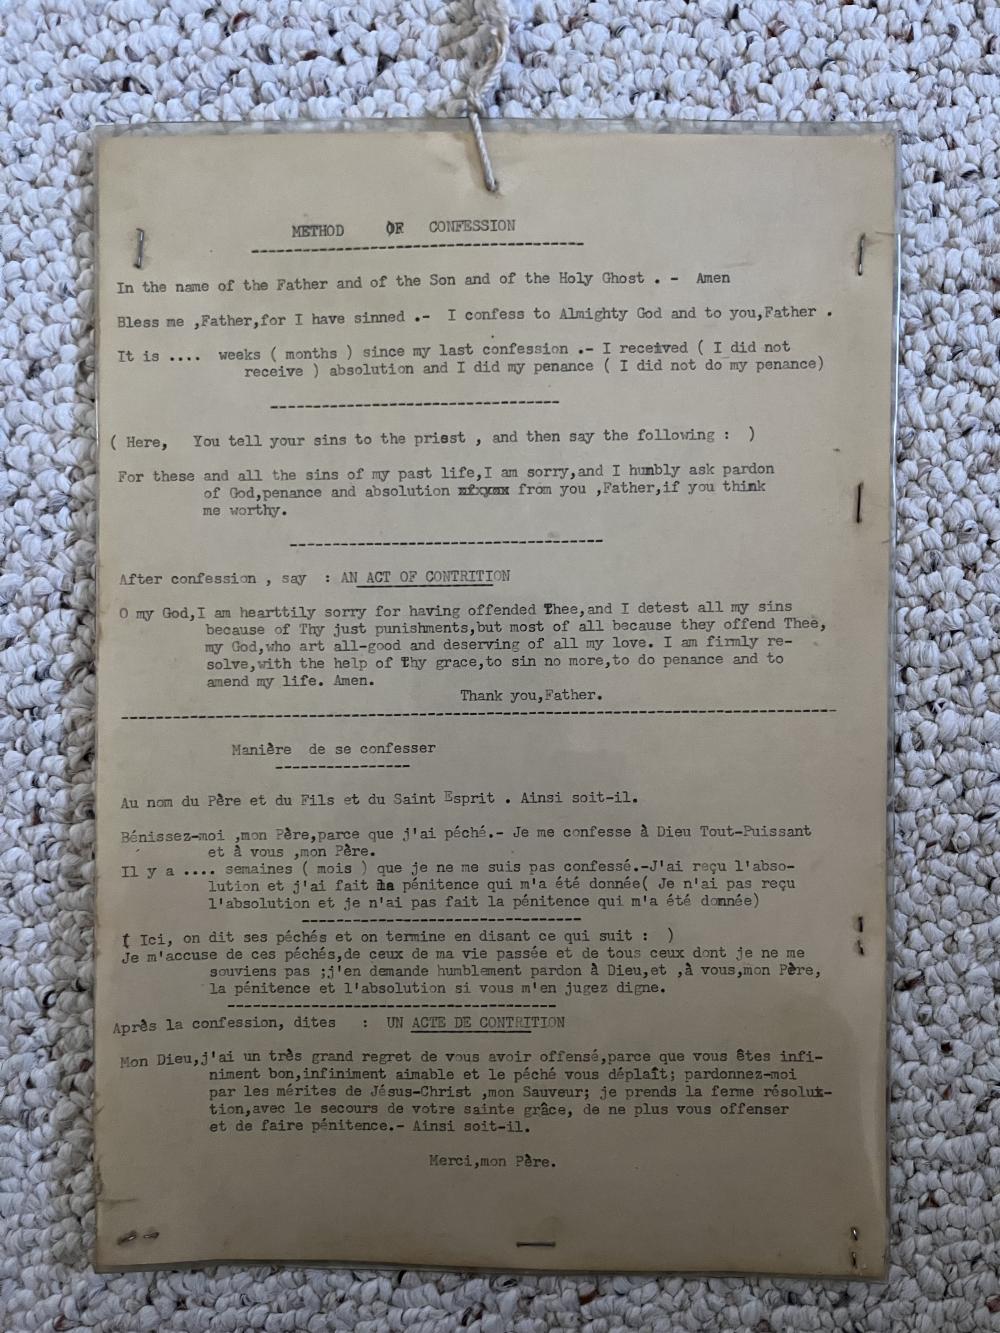 METHOD OF CONFESSION
In the name of the Father and of the Son and of the Holy Ghost . - Amen
Bless me ,Father,for I have sinned .- I confess to Almighty God and to you,Father .
It is .... weeks ( months ) since my last confession .- I received ( I did not
receive ) absolution and I did my penance ( I did not do my penance)
( Here, You tell your sins to the priest , and then say the following : )
For these and all the sins of my past life,I am sorry,and I humbly ask pardon
of God,penance and absolution from you ,Father,if you think
me worthy.
After confession , say : AN ACT OF CONTRITION
O my God,I am hearttily sorry for having offended Thee,and I detest all my sins
because of Thy just punishments,but most of all because they offend Thee,
my God,who art all-good and deserving of all my love. I am firmly re-
solve,with the help of Thy grace,to sin no more,to do penance and to
amend my life. Amen.
Thank you,Father.
Manière de se confesser
Au nom du Père et du Fils et du Saint Esprit . Ainsi soit-il.
Bénissez-moi ,mon Père,parce que j'ai péché.- Je me confesse à Dieu Tout-Puissant
et à vous ,mon Père.
Il y a .... semaines ( mois ) que je ne me suis pas confessé.-J'ai reçu l'abso-
lution et j'ai fait la pénitence qui m'a été donnée( Je n'ai pas reçu
l'absolution et je n'ai pas fait la pénitence qui m'a été donnée)
( Ici, on dit ses péchés et on termine en disant ce qui suit : )
Je m'accuse de ces péchés,de ceux de ma vie passée et de tous ceux dont je ne me
souviens pas ;j'en demande humblement pardon à Dieu,et ,à vous,mon Père,
la pénitence et l'absolution si vous m'en jugez digne.
Après la confession, dites : UN ACTE DE CONTRITION
Mon Dieu,j'ai un très grand regret de vous avoir offensé,parce que vous êtes infi-
niment bon,infiniment aimable et le péché vous déplaît; pardonnez-moi
par les mérites de Jésus-Christ ,mon Sauveur; je prends la ferme résolu-
tion,avec le secours de votre sainte grâce, de ne plus vous offenser
et de faire pénitence.- Ainsi soit-il.
Merci,mon Père.